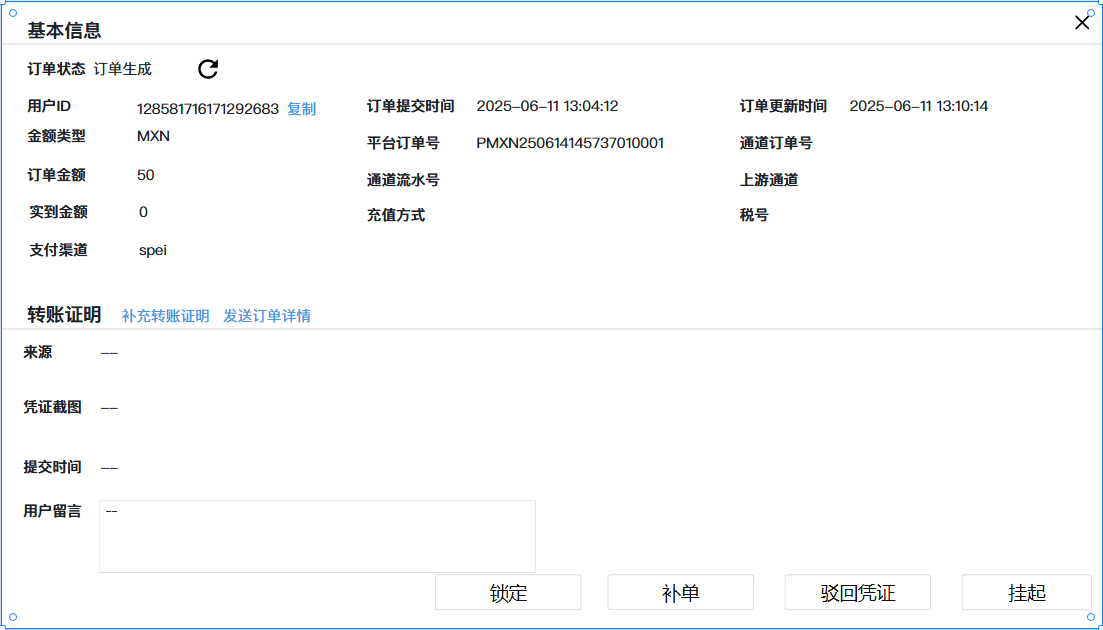 基本信息
订单状态 订单生成
用户ID 128581716171292683 复制 订单提交时间 2025-06-11 13:04:12 订单更新时间 2025-06-11 13:10:14
金额类型 MXN 平台订单号 PMXN250614145737010001 通道订单号
订单金额 50 通道流水号 上游通道
实到金额 0 充值方式 税号
支付渠道 spei
转账证明 补充转账证明 发送订单详情
来源 --
凭证截图 --
提交时间 --
用户留言 --
锁定 补单 驳回凭证 挂起